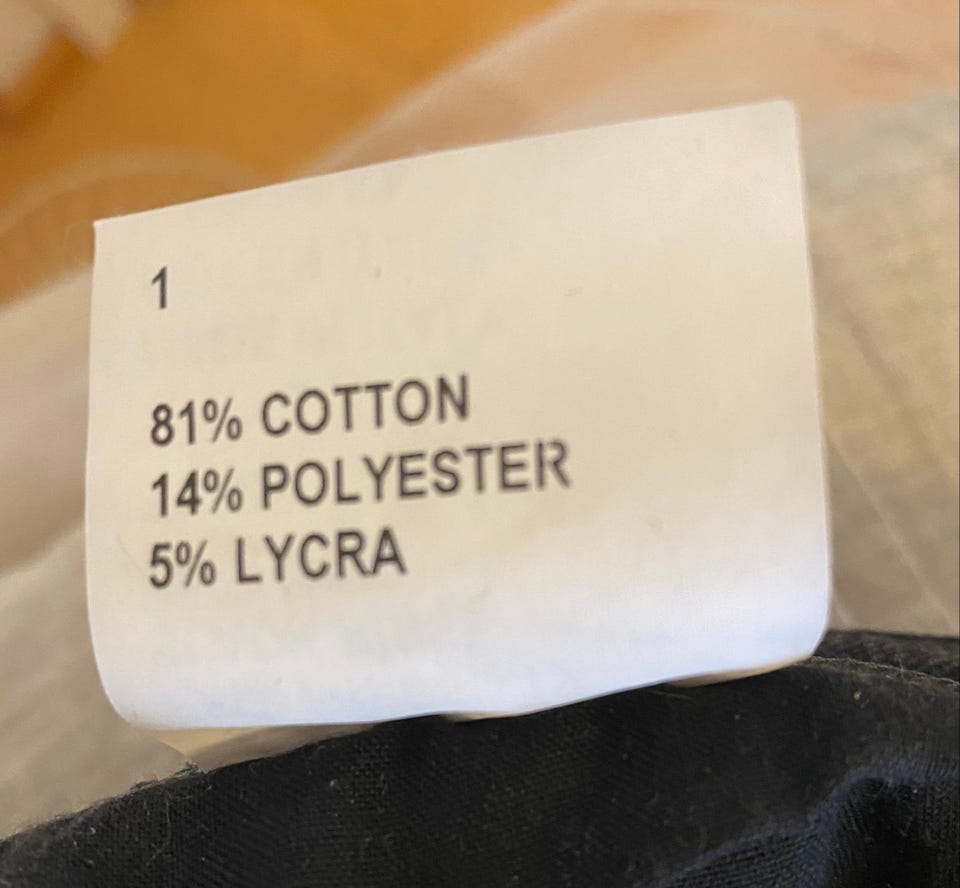 1
81% COTTON
14% POLYESTER
5% LYCRA